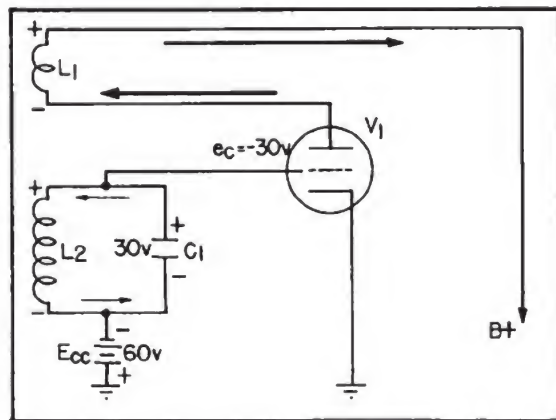 +
L1
-
V1
ec=-30v
+
L2
+
30v C1
-
-
-
Ecc 60v
+
B+